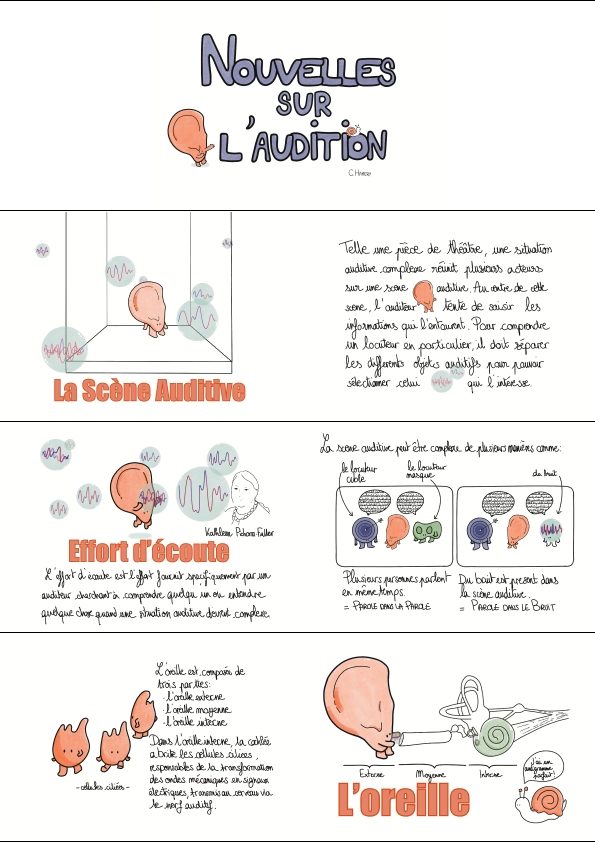 NOUVELLES
SUR
L'AUDITION
La Scène Auditive
Telle une pièce de théâtre, une situation
auditive complexe réunit plusieurs acteurs
sur une scène auditive. Au centre de cette
scène, l'auditeur tente de saisir les
informations qui l'entourent. Pour comprendre
un locuteur en particulier, il doit séparer
les différents objets auditifs pour pouvoir
sélectionner celui qui l'intéresse.
Kathleen Pichora-Fuller
Effort d'écoute
L'effort d'écoute est l'effort fournit spécifiquement par un
auditeur cherchant à comprendre quelqu'un ou entendre
quelque chose quand une situation auditive devient complexe.
La scène auditive peut être complexe de plusieurs manières comme:
le locuteur
cible
le locuteur
masque
du bruit
Plusieurs personnes parlent
en même temps.
= PAROLE DANS LA PAROLE
Du bruit est présent dans
la scène auditive.
= PAROLE DANS LE BRUIT
L'oreille est composée de
trois parties:
· l'oreille externe
· l'oreille moyenne
· l'oreille interne
Dans l'oreille interne, la cochlée
abrite les cellules ciliées,
responsables de la transformation
des ondes mécaniques en signaux
électriques, transmis au cerveau via
le nerf auditif.
- cellules ciliées -
Externe
Moyenne
Interne
L'oreille